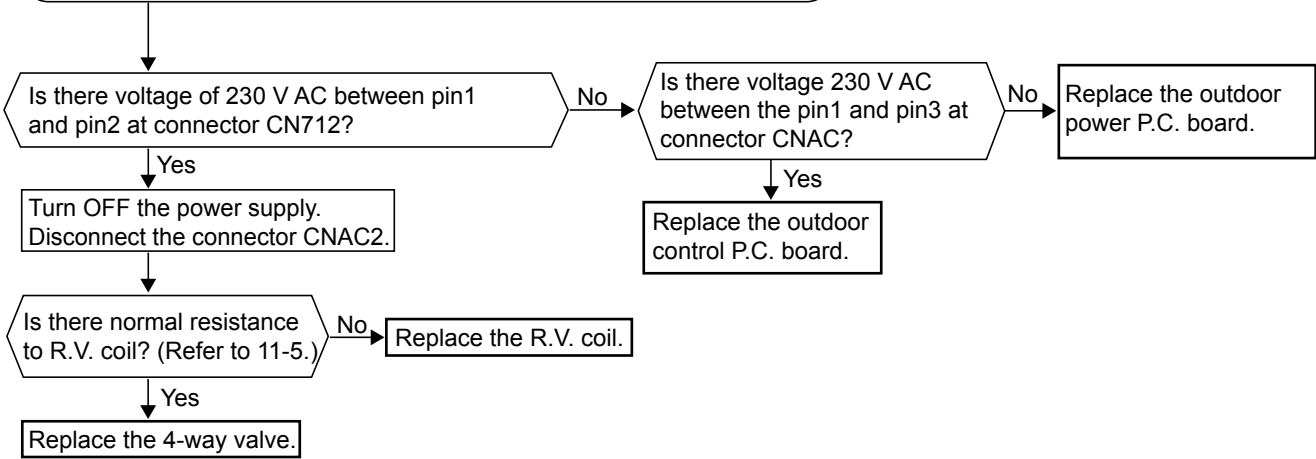 Is there voltage of 230 V AC between pin1
and pin2 at connector CN712?
No
Is there voltage 230 V AC
between the pin1 and pin3 at
connector CNAC?
No
Replace the outdoor
power P.C. board.
Yes
Turn OFF the power supply.
Disconnect the connector CNAC2.
Yes
Replace the outdoor
control P.C. board.
Is there normal resistance
to R.V. coil? (Refer to 11-5.)
No
Replace the R.V. coil.
Yes
Replace the 4-way valve.